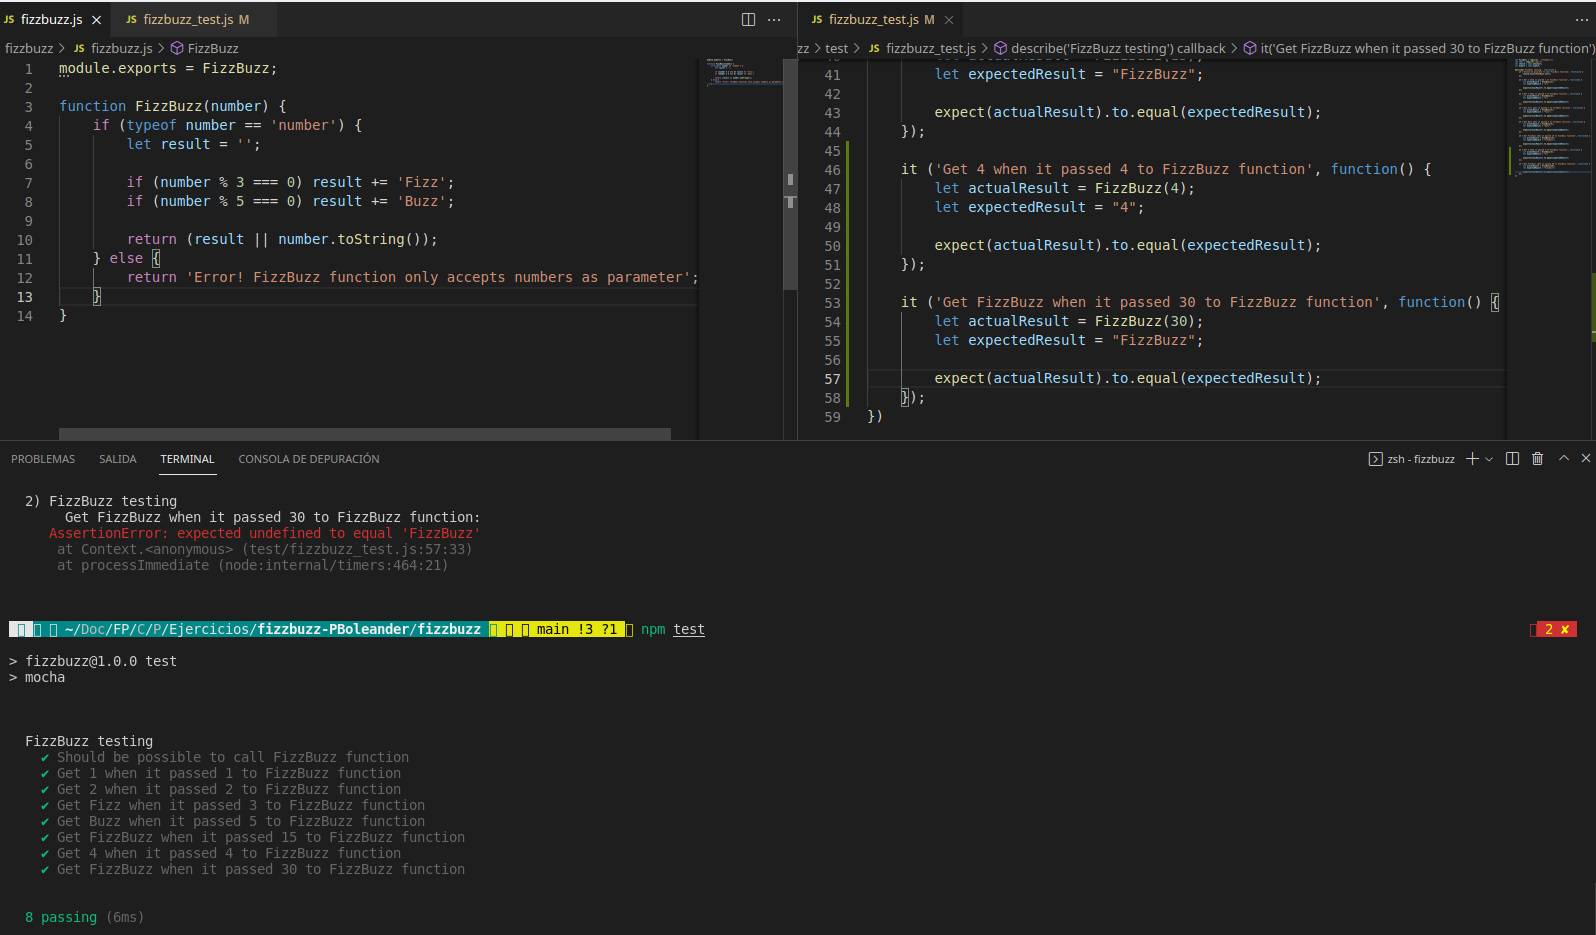 JS fizzbuzz.js
JS fizzbuzz_test.js M
fizzbuzz > JS fizzbuzz.js > FizzBuzz
1 module.exports = FizzBuzz;
2
3 function FizzBuzz(number) {
4 if (typeof number == 'number') {
5 let result = '';
6
7 if (number % 3 === 0) result += 'Fizz';
8 if (number % 5 === 0) result += 'Buzz';
9
10 return (result || number.toString());
11 } else {
12 return 'Error! FizzBuzz function only accepts numbers as parameter';
13 }
14 }
JS fizzbuzz_test.js M
zz > test > JS fizzbuzz_test.js > describe('FizzBuzz testing') callback > it('Get FizzBuzz when it passed 30 to FizzBuzz function')
41 let expectedResult = "FizzBuzz";
42
43 expect(actualResult).to.equal(expectedResult);
44 });
45
46 it ('Get 4 when it passed 4 to FizzBuzz function', function() {
47 let actualResult = FizzBuzz(4);
48 let expectedResult = "4";
49
50 expect(actualResult).to.equal(expectedResult);
51 });
52
53 it ('Get FizzBuzz when it passed 30 to FizzBuzz function', function() {
54 let actualResult = FizzBuzz(30);
55 let expectedResult = "FizzBuzz";
56
57 expect(actualResult).to.equal(expectedResult);
58 });
59 })
PROBLEMAS SALIDA TERMINAL CONSOLA DE DEPURACIÓN
zsh - fizzbuzz
2) FizzBuzz testing
Get FizzBuzz when it passed 30 to FizzBuzz function:
AssertionError: expected undefined to equal 'FizzBuzz'
at Context.<anonymous> (test/fizzbuzz_test.js:57:33)
at processImmediate (node:internal/timers:464:21)
~/Doc/FP/C/P/Ejercicios/fizzbuzz-PBoleander/fizzbuzz main !3 ?1 npm test 2 ✘
> fizzbuzz@1.0.0 test
> mocha
FizzBuzz testing
✔ Should be possible to call FizzBuzz function
✔ Get 1 when it passed 1 to FizzBuzz function
✔ Get 2 when it passed 2 to FizzBuzz function
✔ Get Fizz when it passed 3 to FizzBuzz function
✔ Get Buzz when it passed 5 to FizzBuzz function
✔ Get FizzBuzz when it passed 15 to FizzBuzz function
✔ Get 4 when it passed 4 to FizzBuzz function
✔ Get FizzBuzz when it passed 30 to FizzBuzz function
8 passing (6ms)